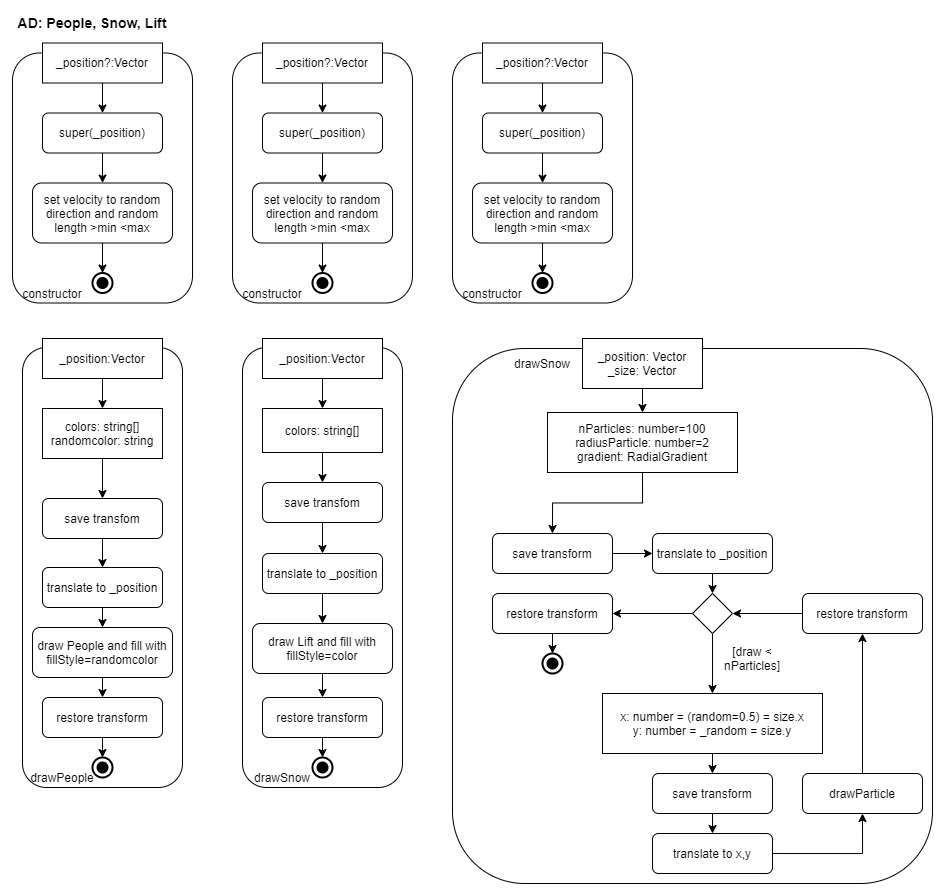 AD: People, Snow, Lift
_position?:Vector
super(_position)
set velocity to random
direction and random
length >min <max
constructor
_position?:Vector
super(_position)
set velocity to random
direction and random
length >min <max
constructor
_position?:Vector
super(_position)
set velocity to random
direction and random
length >min <max
constructor
_position:Vector
colors: string[]
randomcolor: string
save transfom
translate to _position
draw People and fill with
fillStyle=randomcolor
restore transform
drawPeople
_position:Vector
colors: string[]
save transfom
translate to _position
draw Lift and fill with
fillStyle=color
restore transform
drawSnow
drawSnow
_position: Vector
_size: Vector
nParticles: number=100
radiusParticle: number=2
gradient: RadialGradient
save transform
translate to _position
restore transform
restore transform
[draw <
nParticles]
x: number = (random=0.5) = size.x
y: number = _random = size.y
save transform
drawParticle
translate to x,y